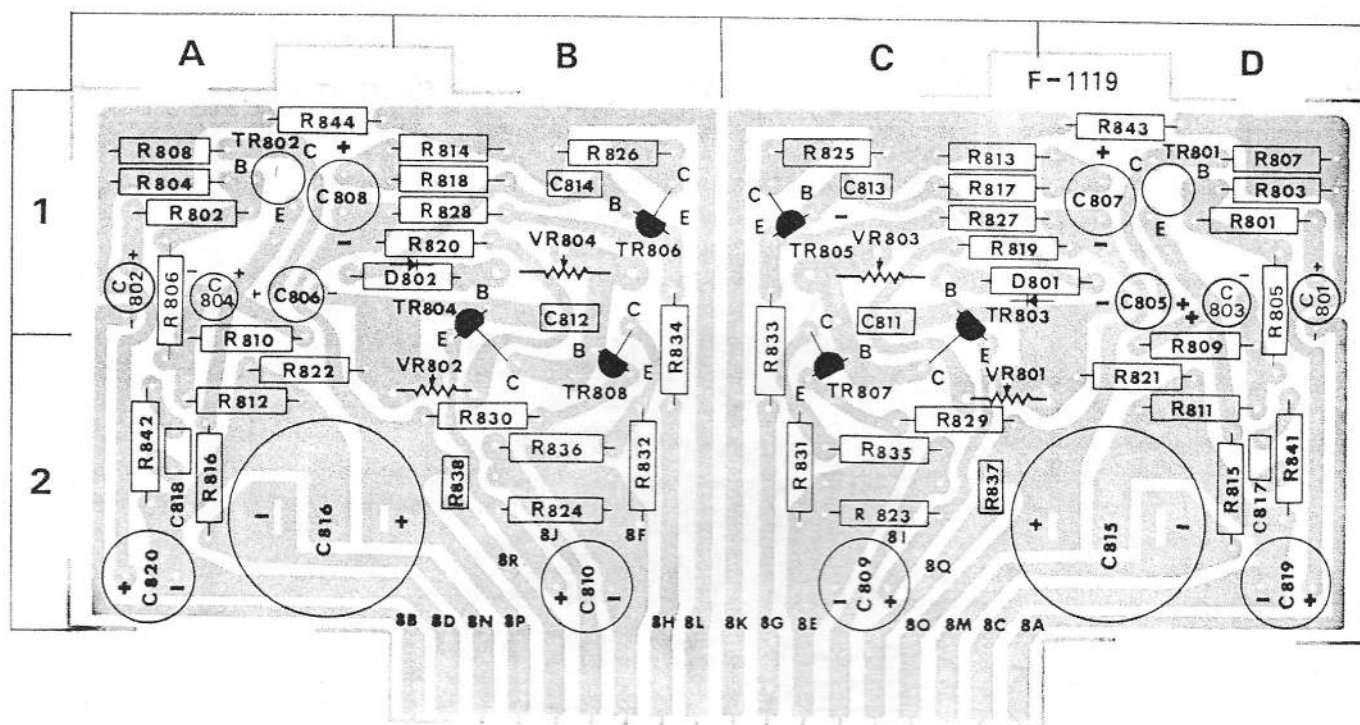 A B C D
F-1119
1
R844 R843
R808 TR802 C R814 R826 R825 R813 C TR801 R807
R804 B C808 R818 C814 C B C813 R817 C807 B R803
R802 E R828 B E E R827 E R801
TR806 TR805
R820 VR804 VR803 R819
C802 R806 C804 C806 D802 D801 C805 C803 R805 C801
TR804 B C812 C C C811 B TR803
E E
R810 R834 R833 R809
2
R822 VR802 C B E B C VR801 R821
TR808 TR807
R812 E R811
R830 R829
R842 C818 R816 R836 R832 R831 R835 R815 C817 R841
R838 R837
C816 R824 R823 C815
8J 8F 8I
8R 8Q
C820 C810 C809 C819
8B 8D 8N 8P 8H 8L 8K 8G 8E 8O 8M 8C 8A